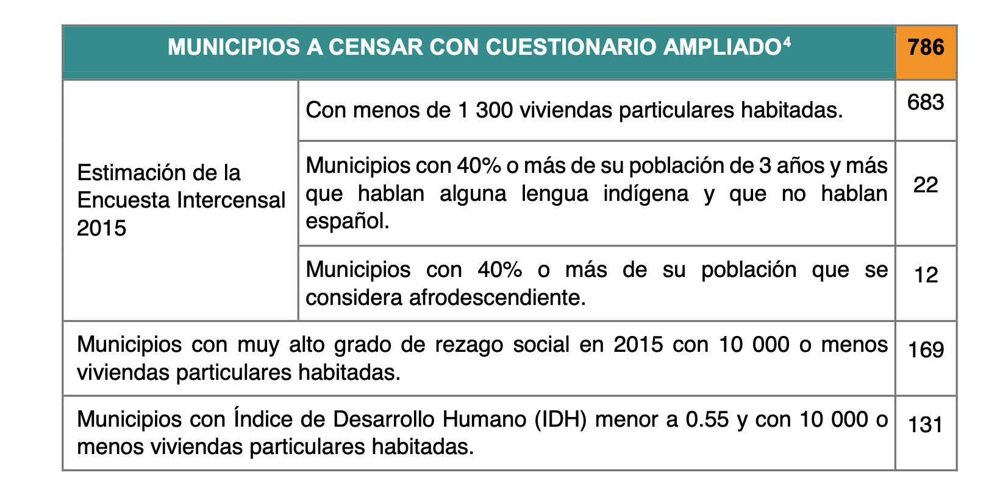 MUNICIPIOS A CENSAR CON CUESTIONARIO AMPLIADO⁴ 786
Estimación de la
Encuesta Intercensal
2015
Con menos de 1 300 viviendas particulares habitadas. 683
Municipios con 40% o más de su población de 3 años y más
que hablan alguna lengua indígena y que no hablan
español.
22
Municipios con 40% o más de su población que se
considera afrodescendiente.
12
Municipios con muy alto grado de rezago social en 2015 con 10 000 o menos
viviendas particulares habitadas.
169
Municipios con Índice de Desarrollo Humano (IDH) menor a 0.55 y con 10 000 o
menos viviendas particulares habitadas.
131